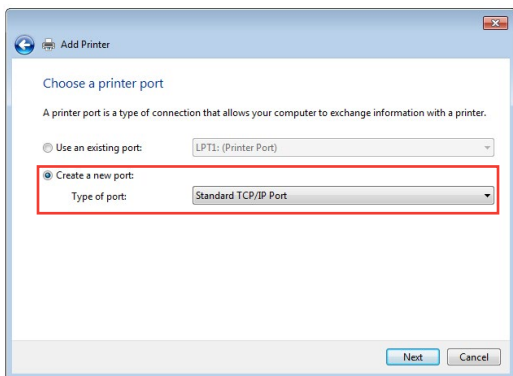 Add Printer
Choose a printer port
A printer port is a type of connection that allows your computer to exchange information with a printer.
Use an existing port: LPT1: (Printer Port)
Create a new port:
Type of port: Standard TCP/IP Port
Next Cancel